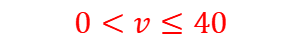 0 < 𝑣 ≤ 40